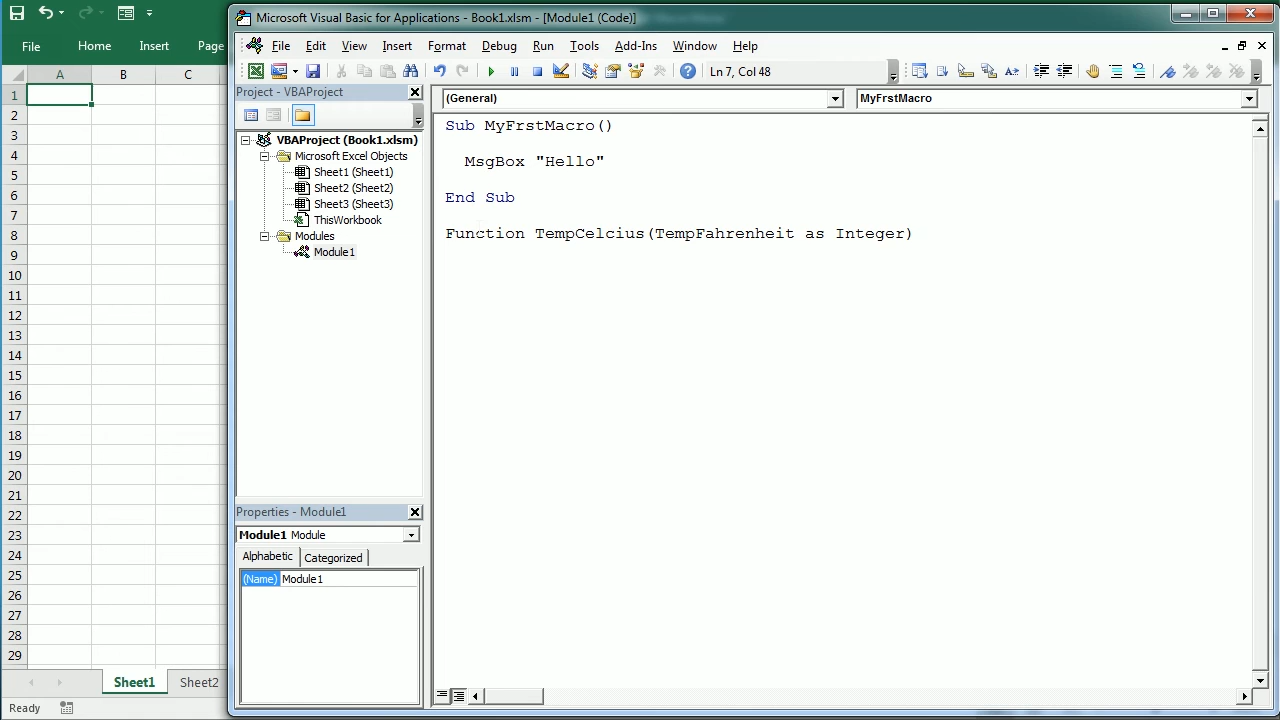 Microsoft Visual Basic for Applications - Book1.xlsm - [Module1 (Code)]
File Home Insert Page
File Edit View Insert Format Debug Run Tools Add-Ins Window Help
Ln 7, Col 48
Project - VBAProject
(General) MyFrstMacro
VBAProject (Book1.xlsm)
Microsoft Excel Objects
Sheet1 (Sheet1)
Sheet2 (Sheet2)
Sheet3 (Sheet3)
ThisWorkbook
Modules
Module1
Sub MyFrstMacro()
MsgBox "Hello"
End Sub
Function TempCelcius(TempFahrenheit as Integer)
Properties - Module1
Module1 Module
Alphabetic Categorized
(Name) Module1
A B C
1
2
3
4
5
6
7
8
9
10
11
12
13
14
15
16
17
18
19
20
21
22
23
24
25
26
27
28
29
Sheet1 Sheet2
Ready